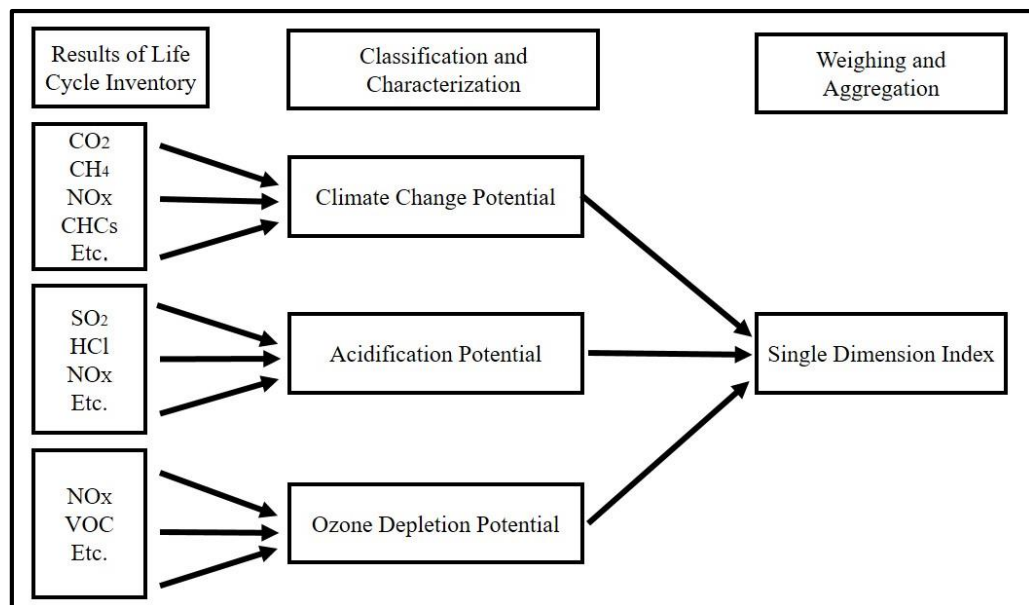 Results of Life
Cycle Inventory
Classification and
Characterization
Weighing and
Aggregation
CO₂
CH₄
NOx
CHCs
Etc.
Climate Change Potential
SO₂
HCl
NOx
Etc.
Acidification Potential
Single Dimension Index
NOx
VOC
Etc.
Ozone Depletion Potential